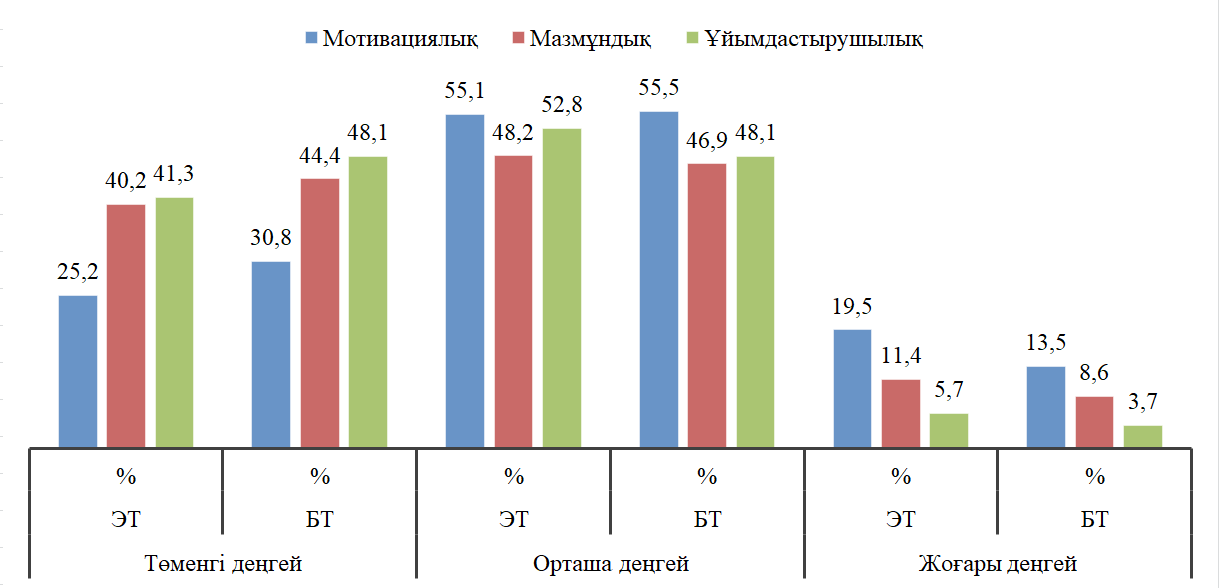 Мотивациялық Мазмұндық Ұйымдастырушылық
25,2 40,2 41,3 30,8 44,4 48,1 55,1 48,2 52,8 55,5 46,9 48,1 19,5 11,4 5,7 13,5 8,6 3,7
% % % % % %
ЭТ БТ ЭТ БТ ЭТ БТ
Төменгі деңгей Орташа деңгей Жоғары деңгей